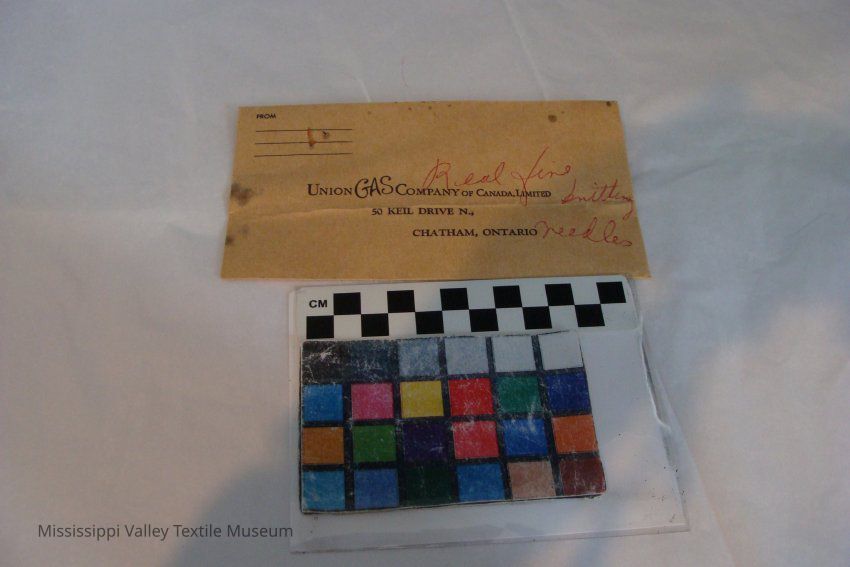 FROM
UNION GAS COMPANY OF CANADA, LIMITED
50 KEIL DRIVE N.,
CHATHAM, ONTARIO
Real fine
knitting
needles
CM
Mississippi Valley Textile Museum